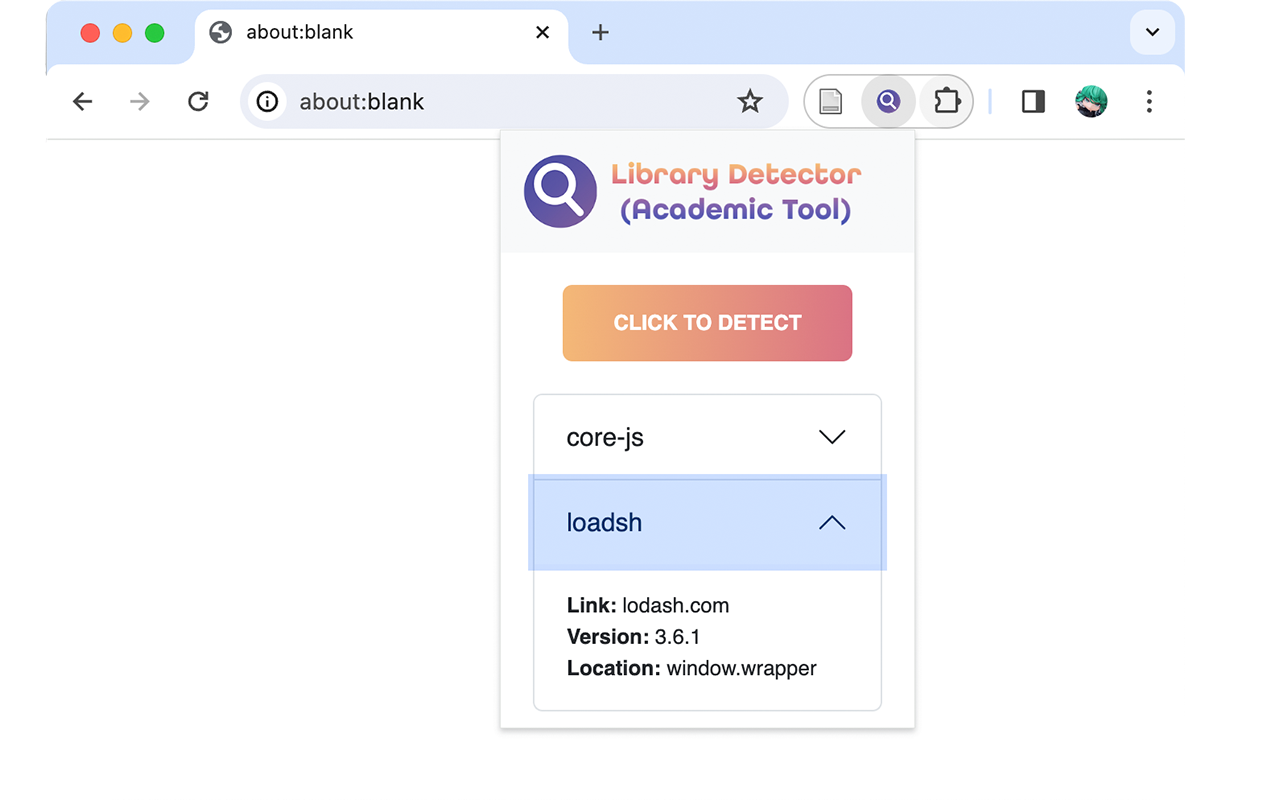 about:blank
about:blank
Library Detector
(Academic Tool)
CLICK TO DETECT
core-js
loadsh
Link: lodash.com
Version: 3.6.1
Location: window.wrapper